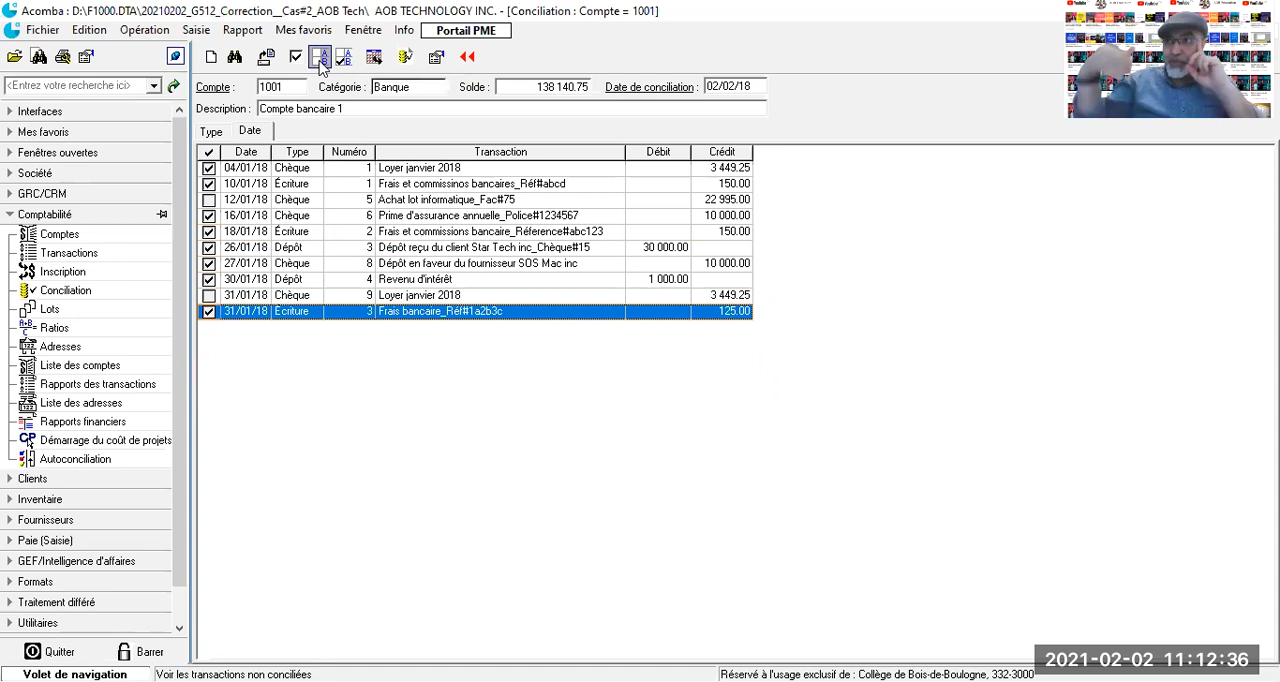 Acomba : D:\F1000.DTA\20210202_G512_Correction__Cas#2_AOB Tech\_AOB TECHNOLOGY INC. - [Conciliation : Compte = 1001]
Fichier Edition Opération Saisie Rapport Mes favoris Fenêtre Portail PME
<Entrez votre recherche ici>
Compte : 1001 Catégorie : Solde : Date de conciliation : 02/02/18
Description : Compte bancaire 1
Type Date
Interfaces
Mes favoris
Fenêtres ouvertes
Société
GRC/CRM
Comptabilité
Comptes
Transactions
Inscription
Conciliation
Lots
Ratios
Adresses
Liste des comptes
Rapports des transactions
Liste des adresses
Rapports financiers
Démarrage du coût de projets
Autoconciliation
Clients
Inventaire
Fournisseurs
Paie (Salsie)
GEF/Intelligence d'affaires
Formats
Traitement différé
Utilitaires
Quitter Barrer
Date Type Numéro Transaction Débit Crédit
04/01/18 Chèque 1 Loyer janvier 2018 3 449.25
10/01/18 Écriture 1 Frais et commissinos bancaires_Réf#abcd 150.00
12/01/18 Chèque 5 Achat lot informatique_Fac#75 22 995.00
16/01/18 Chèque 6 Prime d'assurance annuelle_Police#1234567 10 000.00
18/01/18 Écriture 2 Frais et commissions bancaires_Réference#abc123 150.00
26/01/18 Dépôt 3 Dépôt reçu du client Star Tech inc_Chèque#15 30 000.00
27/01/18 Chèque 8 Dépôt en faveur du fournisseur SOS Mac inc 10 000.00
30/01/18 Dépôt 4 Revenu d'intérêt 1 000.00
31/01/18 Chèque 9 Loyer janvier 2018 3 449.25
31/01/18 Écriture 3 Frais bancaire_Réf#1a2b3c 125.00
2021-02-02 11:12:36
Volet de navigation Voir les transactions non conciliées Réservé à l'usage exclusif de : Collège de Bois-de-Boulogne, 332-3000